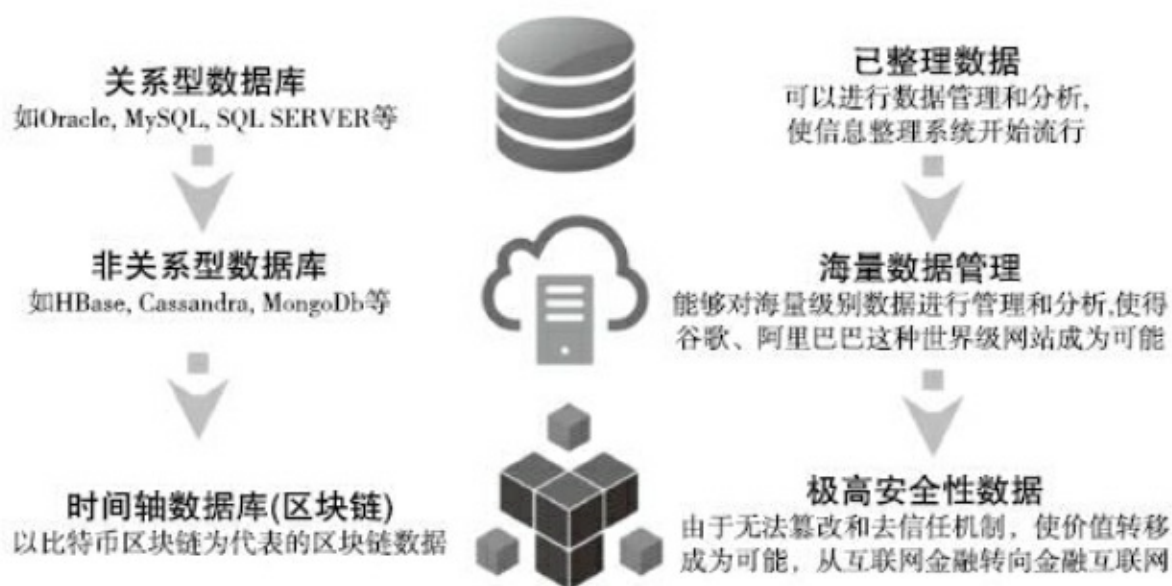 关系型数据库
如Oracle, MySQL, SQL SERVER等
已整理数据
可以进行数据管理和分析,
使信息整理系统开始流行
非关系型数据库
如HBase, Cassandra, MongoDb等
海量数据管理
能够对海量级别数据进行管理和分析,使得
谷歌、阿里巴巴这种世界级网站成为可能
时间轴数据库(区块链)
以比特币区块链为代表的区块链数据
极高安全性数据
由于无法篡改和去信任机制，使价值转移
成为可能，从互联网金融转向金融互联网